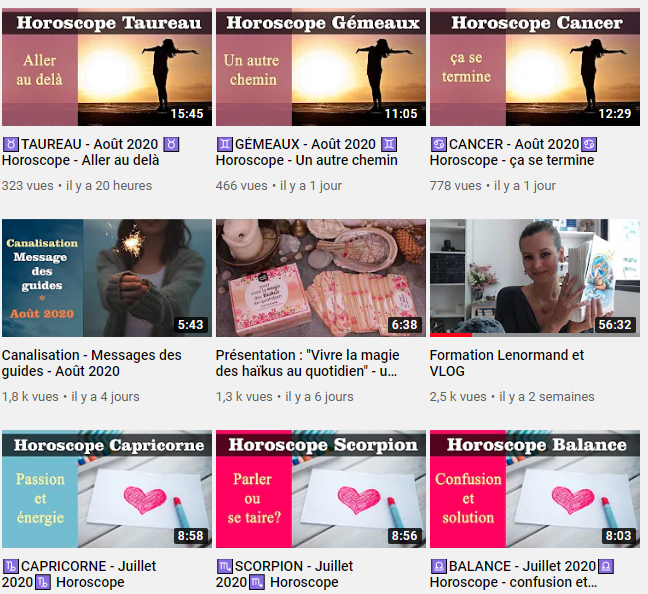 Horoscope Taureau
Aller
au delà
15:45
♉TAUREAU - Août 2020 ♉
Horoscope - Aller au delà
323 vues • il y a 20 heures
Horoscope Gémeaux
Un autre
chemin
11:05
♊GÉMEAUX - Août 2020 ♊
Horoscope - Un autre chemin
466 vues • il y a 1 jour
Horoscope Cancer
ça se
termine
12:29
♋CANCER - Août 2020♋
Horoscope - ça se termine
778 vues • il y a 1 jour
Canalisation
Message
des
guides
*
Août 2020
5:43
Canalisation - Messages des
guides - Août 2020
1,8 k vues • il y a 4 jours
6:38
Présentation : "Vivre la magie
des haïkus au quotidien" - u...
1,3 k vues • il y a 6 jours
56:32
Formation Lenormand et
VLOG
2,5 k vues • il y a 2 semaines
Horoscope Capricorne
Passion
et
énergie
8:58
♑CAPRICORNE - Juillet
2020♑ Horoscope
Horoscope Scorpion
Parler
ou
se taire?
8:56
♏SCORPION - Juillet
2020♏ Horoscope
Horoscope Balance
Confusion
et
solution
8:03
♎BALANCE - Juillet 2020♎
Horoscope - confusion et...